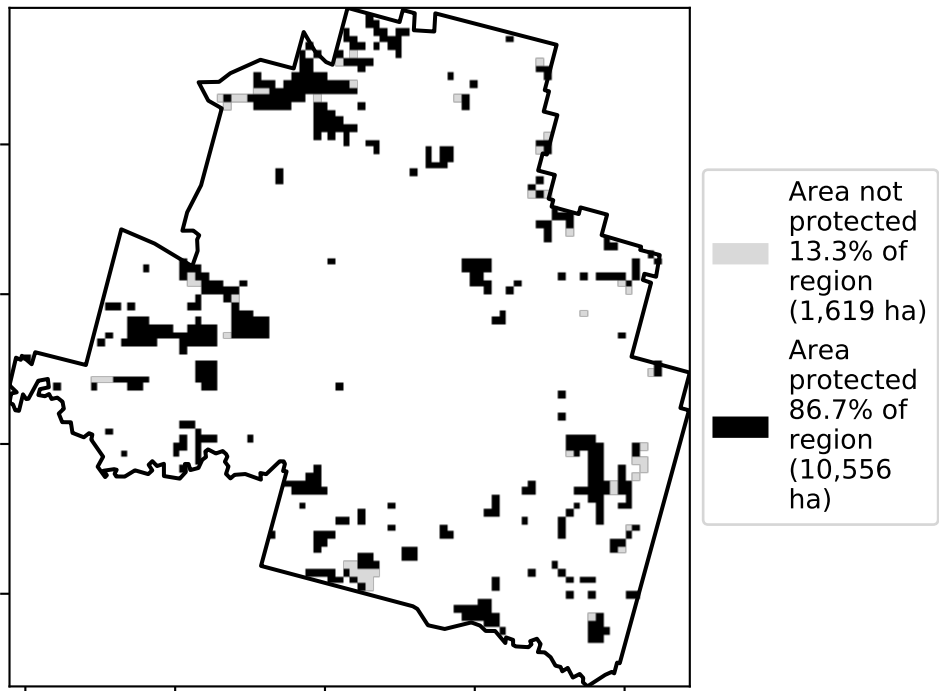 Area not
protected
13.3% of
region
(1,619 ha)
Area
protected
86.7% of
region
(10,556
ha)